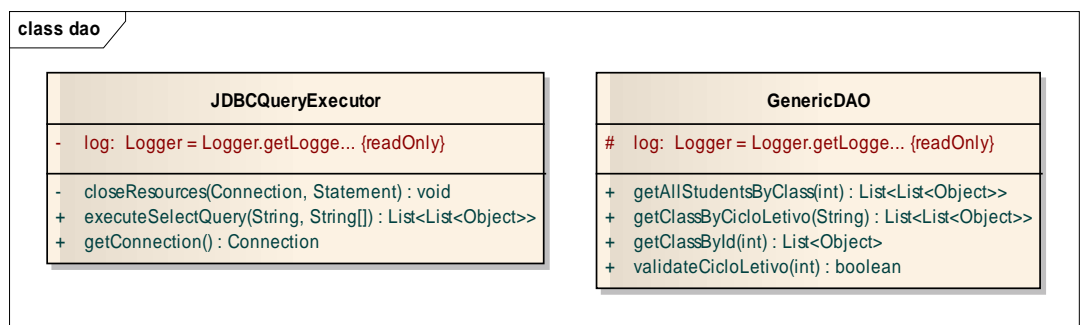 class dao
JDBCQueryExecutor
- log: Logger = Logger.getLogge... {readOnly}
- closeResources(Connection, Statement) : void
+ executeSelectQuery(String, String[]) : List<List<Object>>
+ getConnection() : Connection
GenericDAO
# log: Logger = Logger.getLogge... {readOnly}
+ getAllStudentsByClass(int) : List<List<Object>>
+ getClassByCicloLetivo(String) : List<List<Object>>
+ getClassById(int) : List<Object>
+ validateCicloLetivo(int) : boolean